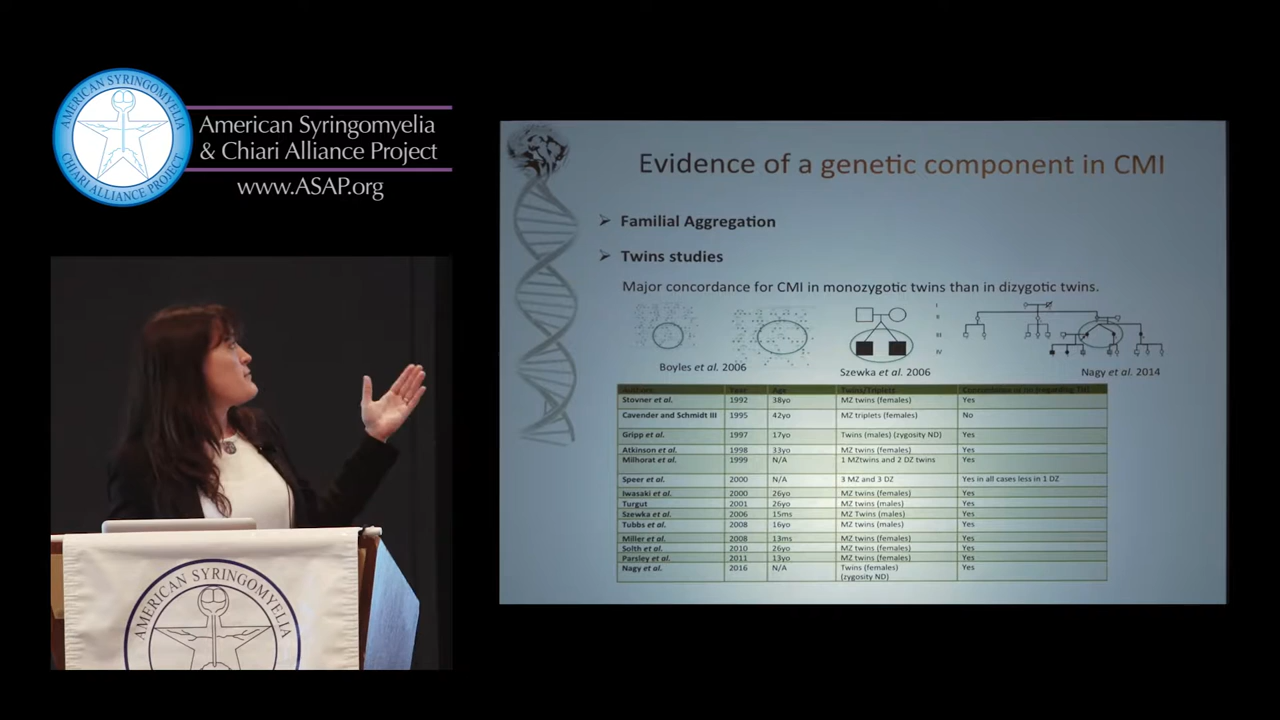 AMERICAN SYRINGOMYELIA
CHIARI ALLIANCE PROJECT
American Syringomyelia
& Chiari Alliance Project
www.ASAP.org
AMERICAN SYRINGOMYELIA
Evidence of a genetic component in CMI
Familial Aggregation
Twins studies
Major concordance for CMI in monozygotic twins than in dizygotic twins.
I
II
III
IV
Boyles et al. 2006
Szewka et al. 2006
Nagy et al. 2014
Authors Year Age Twins/Triplets
Stovner et al. 1992 38yo MZ twins (females) Yes
Cavender and Schmidt III 1995 42yo MZ triplets (females) No
Gripp et al. 1997 17yo Twins (males) (zygosity ND) Yes
Atkinson et al. 1998 33yo MZ twins (females) Yes
Milhorat et al. 1999 N/A 1 MZtwins and 2 DZ twins Yes
Speer et al. 2000 N/A 3 MZ and 3 DZ Yes in all cases less in 1 DZ
Iwasaki et al. 2000 26yo MZ twins (females) Yes
Turgut 2001 26yo MZ twins (males) Yes
Szewka et al. 2006 15ms MZ Twins (males) Yes
Tubbs et al. 2008 16yo MZ twins (males) Yes
Miller et al. 2008 13ms MZ twins (females) Yes
Solth et al. 2010 26yo MZ twins (females) Yes
Parsley et al. 2011 13yo MZ twins (females) Yes
Nagy et al. 2016 N/A Twins (females) Yes
(zygosity ND)